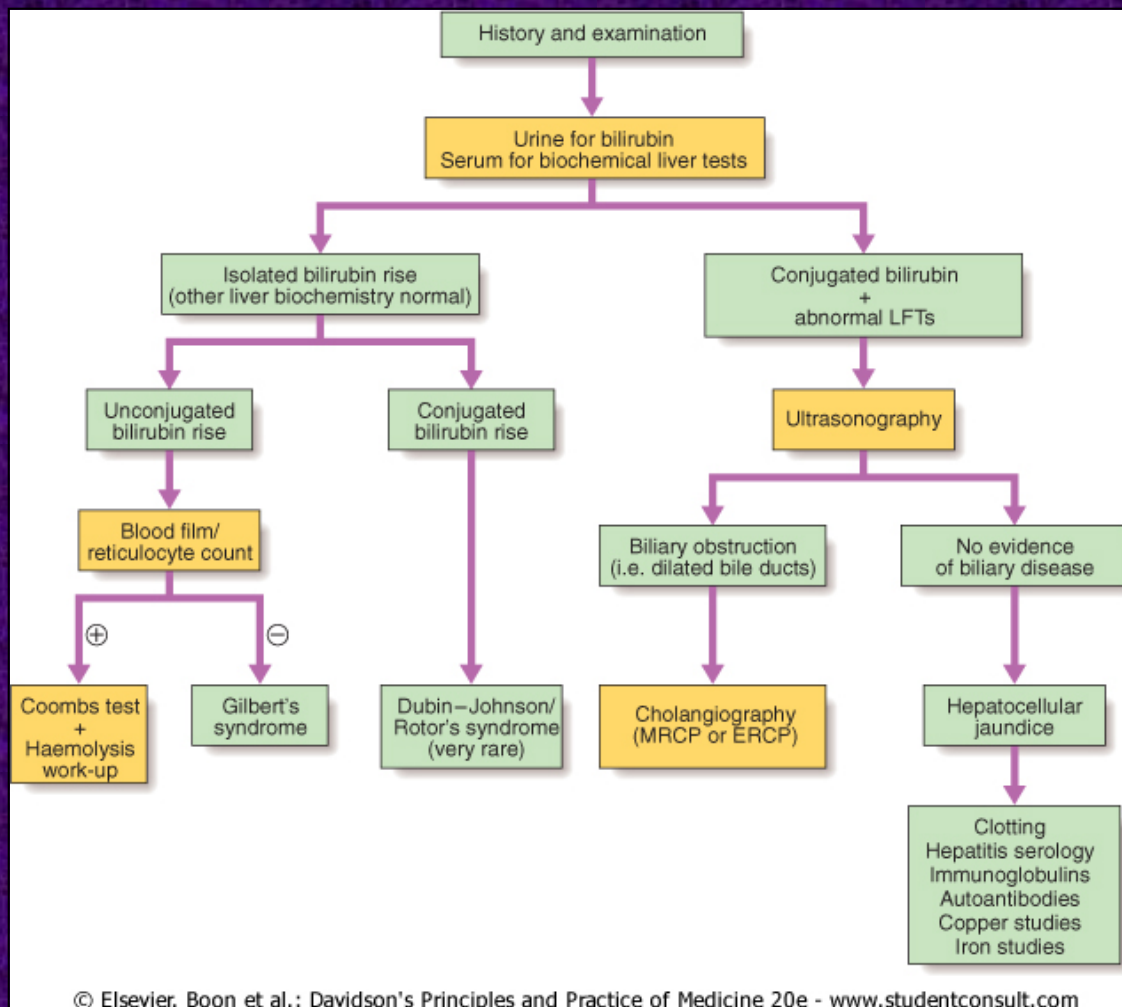 History and examination
Urine for bilirubin
Serum for biochemical liver tests
Isolated bilirubin rise
(other liver biochemistry normal)
Conjugated bilirubin
+
abnormal LFTs
Unconjugated
bilirubin rise
Conjugated
bilirubin rise
Ultrasonography
Blood film/
reticulocyte count
Biliary obstruction
(i.e. dilated bile ducts)
No evidence
of biliary disease
+
−
Coombs test
+
Haemolysis
work-up
Gilbert's
syndrome
Dubin–Johnson/
Rotor's syndrome
(very rare)
Cholangiography
(MRCP or ERCP)
Hepatocellular
jaundice
Clotting
Hepatitis serology
Immunoglobulins
Autoantibodies
Copper studies
Iron studies
© Elsevier. Boon et al.: Davidson's Principles and Practice of Medicine 20e - www.studentconsult.com